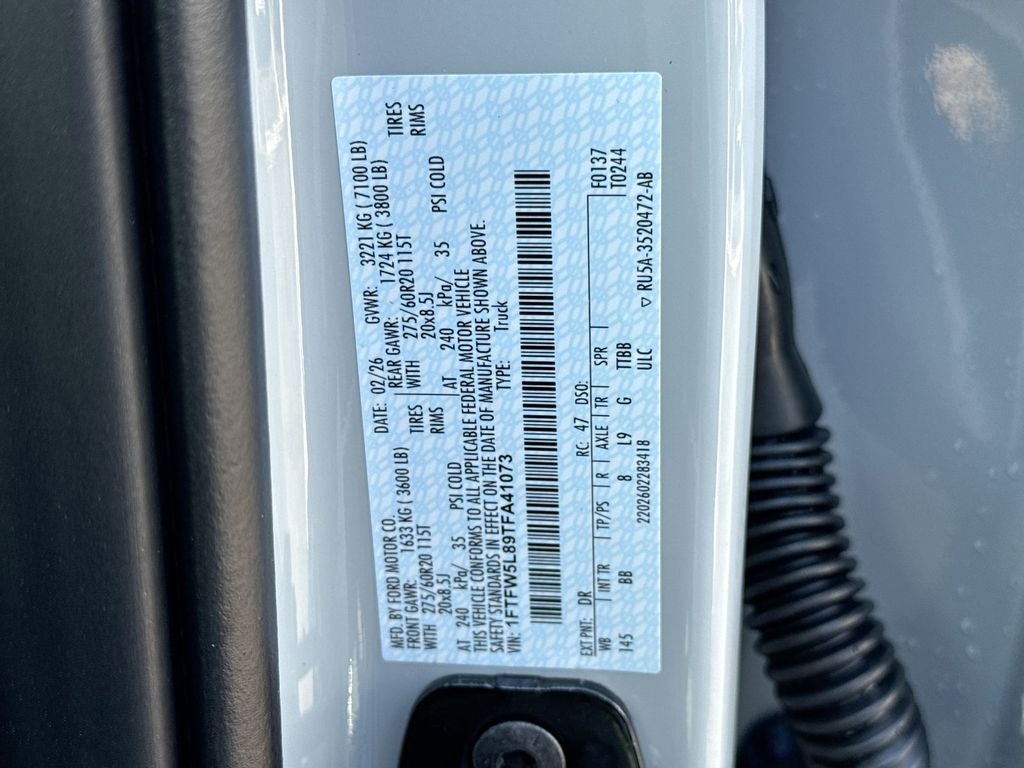 MFD. BY FORD MOTOR CO.
DATE: 02/26 GVWR: 3221 KG ( 7100 LB)
FRONT GAWR: 1633 KG ( 3600 LB) REAR GAWR: 1724 KG ( 3800 LB)
WITH 275/60R20 115T TIRES WITH 275/60R20 115T TIRES
20x8.5J RIMS 20x8.5J RIMS
AT 240 kPa/ 35 PSI COLD AT 240 kPa/ 35 PSI COLD
THIS VEHICLE CONFORMS TO ALL APPLICABLE FEDERAL MOTOR VEHICLE
SAFETY STANDARDS IN EFFECT ON THE DATE OF MANUFACTURE SHOWN ABOVE.
VIN: 1FTFW5L89TFA41073 TYPE: Truck
EXT PNT: DR RC: 47 DSO: F0137
WB INT TR TP/PS R AXLE TR SPR T0244
145 BB 8 L9 G TTBB
2202602283418 ULC ▽ RU5A-3520472-AB